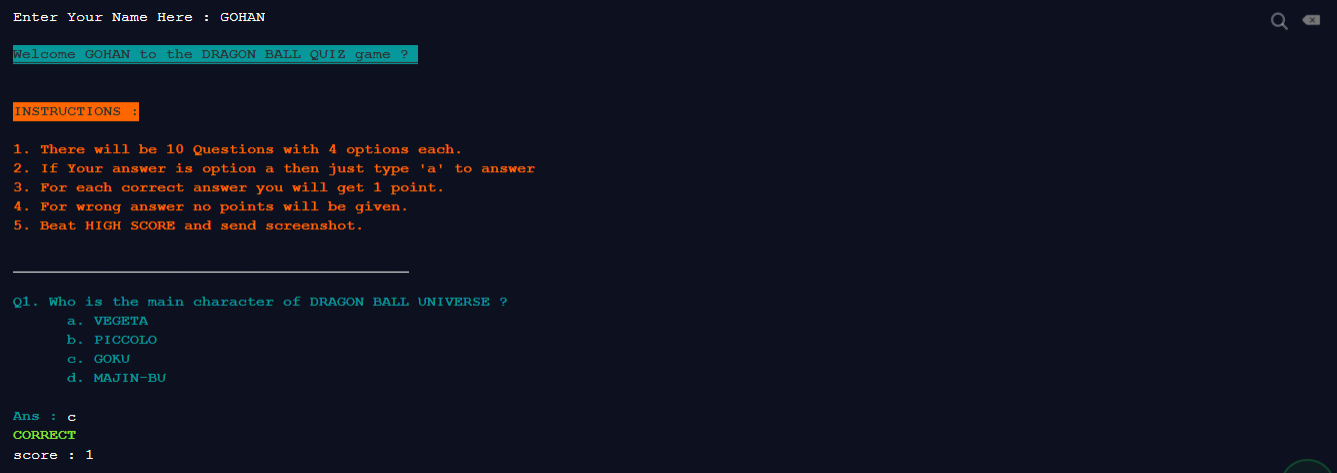 Enter Your Name Here : GOHAN
Welcome GOHAN to the DRAGON BALL QUIZ game ?
INSTRUCTIONS :
1. There will be 10 Questions with 4 options each.
2. If Your answer is option a then just type 'a' to answer
3. For each correct answer you will get 1 point.
4. For wrong answer no points will be given.
5. Beat HIGH SCORE and send screenshot.
Q1. Who is the main character of DRAGON BALL UNIVERSE ?
a. VEGETA
b. PICCOLO
c. GOKU
d. MAJIN-BU
Ans : c
CORRECT
score : 1